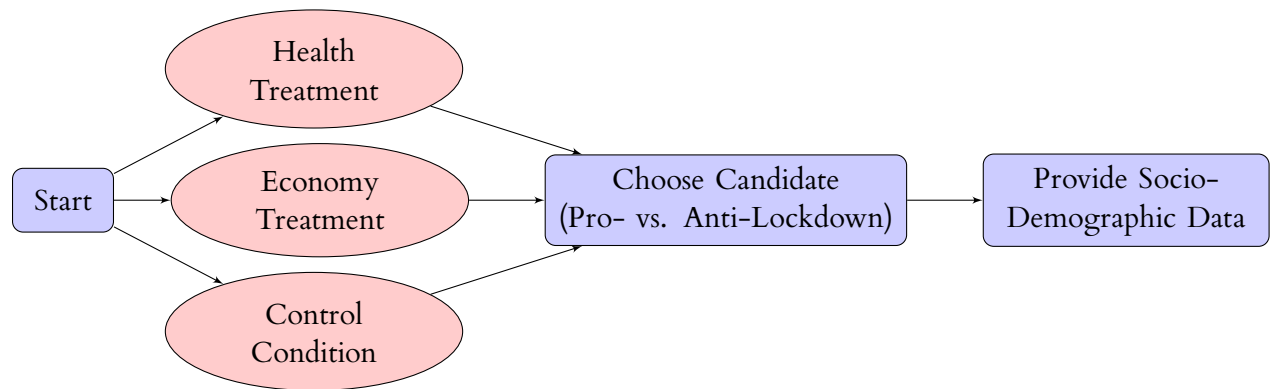 Start
Health
Treatment
Economy
Treatment
Control
Condition
Choose Candidate
(Pro- vs. Anti-Lockdown)
Provide Socio-
Demographic Data